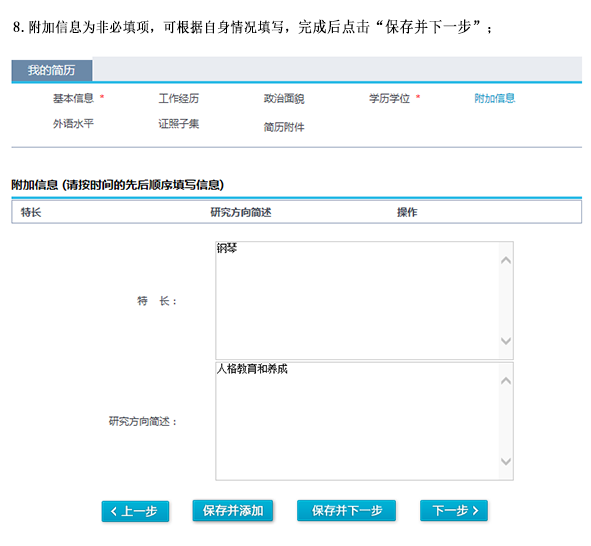 8. 附加信息为非必填项，可根据自身情况填写，完成后点击“保存并下一步”；
我的简历
基本信息 * 工作经历 政治面貌 学历学位 * 附加信息
外语水平 证照子集 简历附件
附加信息 (请按时间的先后顺序填写信息)
特长 研究方向简述 操作
钢琴
特 长：
人格教育和养成
研究方向简述：
上一步 保存并添加 保存并下一步 下一步